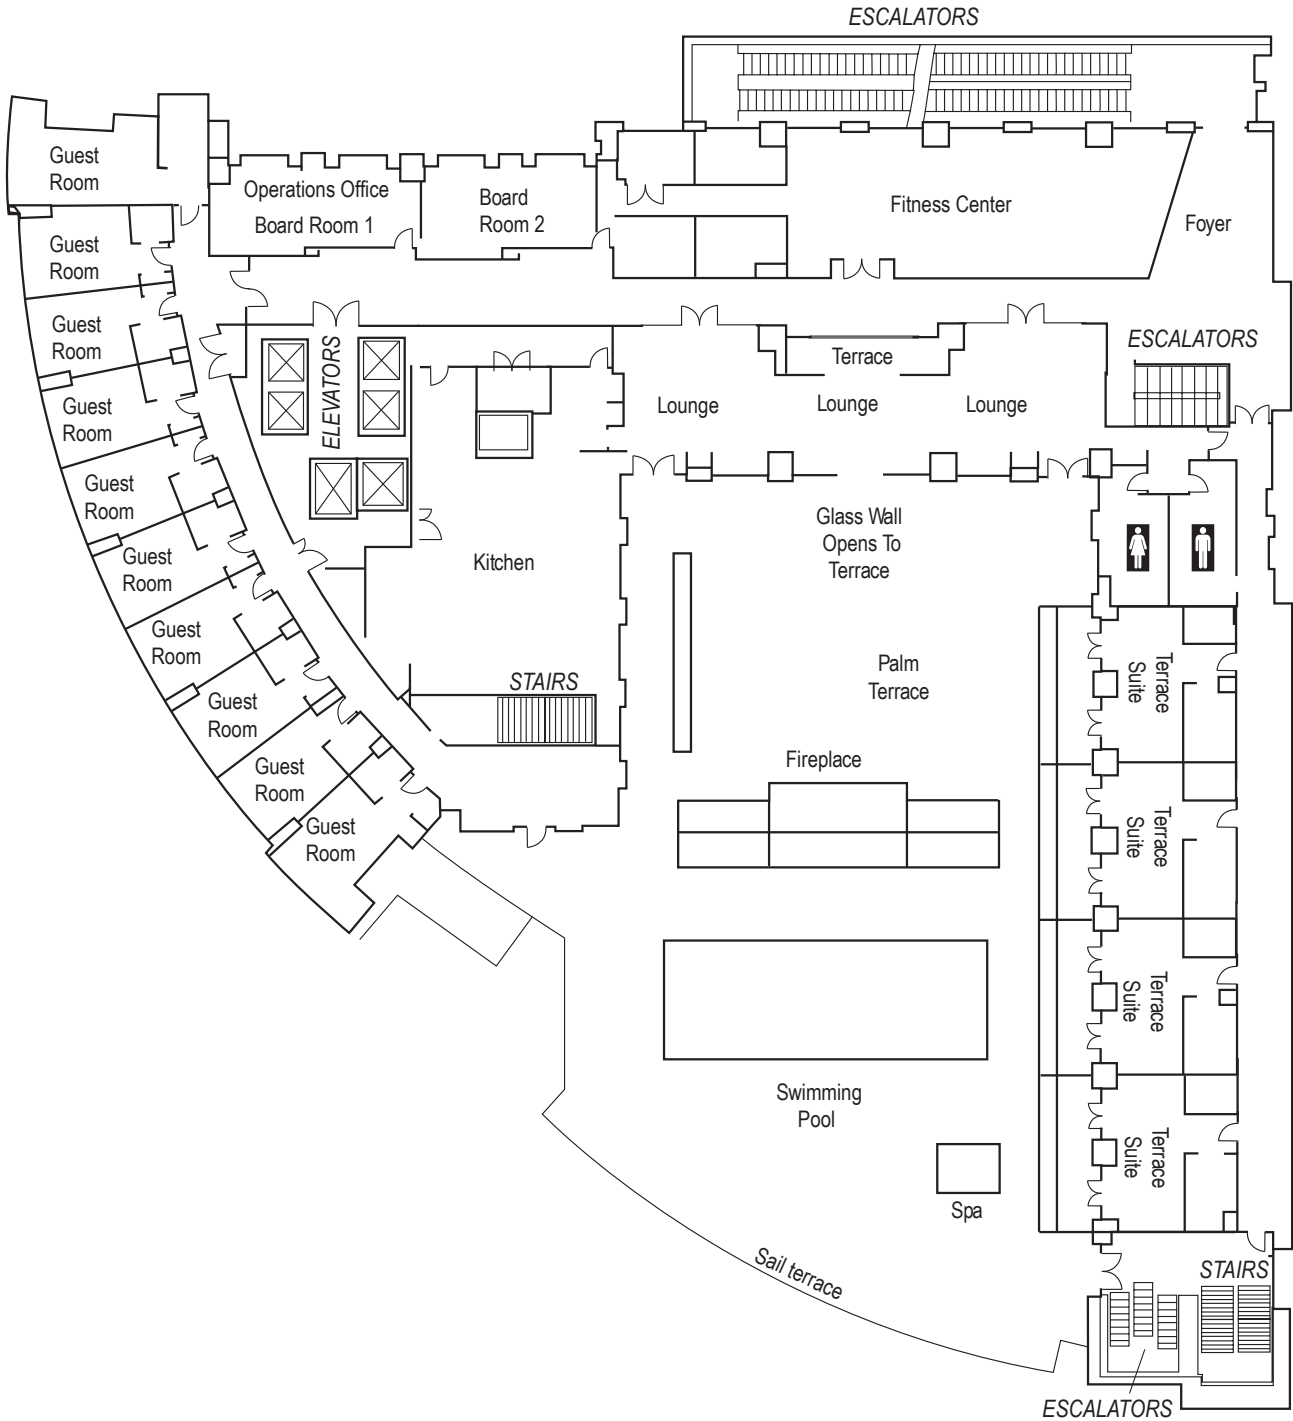 ESCALATORS
Guest
Room
Operations Office
Board Room 1
Board
Room 2
Fitness Center
Foyer
Guest
Room
Guest
Room
ELEVATORS
Terrace
ESCALATORS
Guest
Room
Lounge
Lounge
Lounge
Guest
Room
Glass Wall
Opens To
Terrace
Guest
Room
Kitchen
Guest
Room
STAIRS
Palm
Terrace
Terrace
Suite
Guest
Room
Fireplace
Guest
Room
Terrace
Suite
Guest
Room
Terrace
Suite
Swimming
Pool
Terrace
Suite
Spa
Sail terrace
STAIRS
ESCALATORS